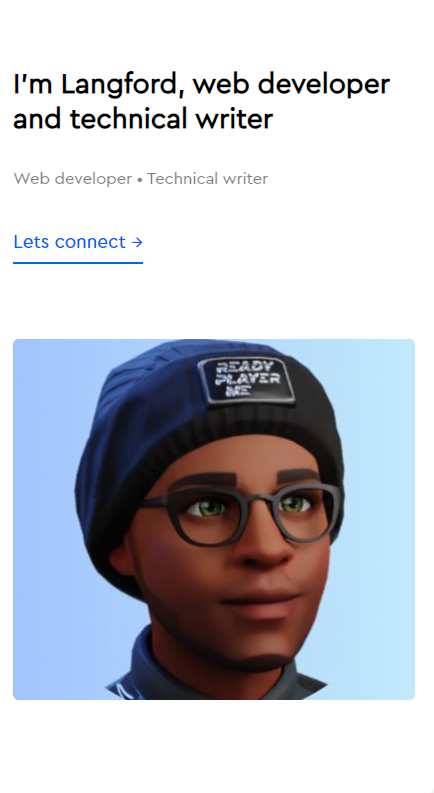 I'm Langford, web developer
and technical writer
Web developer • Technical writer
Lets connect →
READY
PLAYER
ME